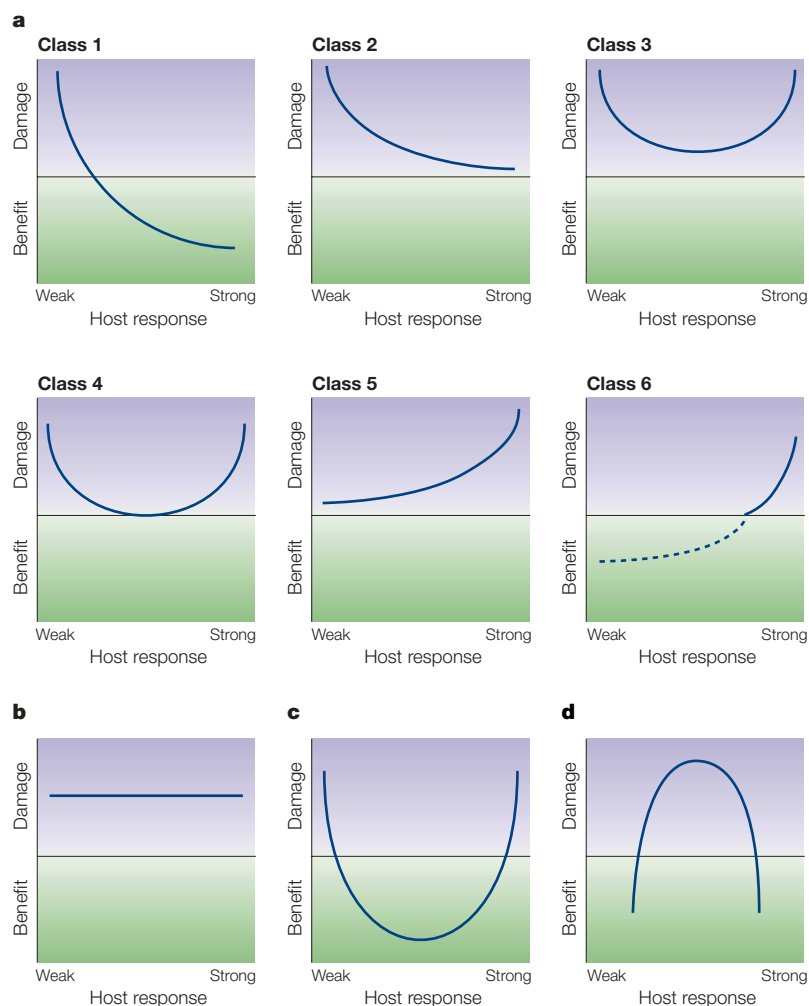 a
Class 1
Class 2
Class 3
Damage
Benefit
Damage
Benefit
Damage
Benefit
Weak Strong
Weak Strong
Weak Strong
Host response
Host response
Host response
Class 4
Class 5
Class 6
Damage
Benefit
Damage
Benefit
Damage
Benefit
Weak Strong
Weak Strong
Weak Strong
Host response
Host response
Host response
b
c
d
Damage
Benefit
Damage
Benefit
Damage
Benefit
Weak Strong
Weak Strong
Weak Strong
Host response
Host response
Host response